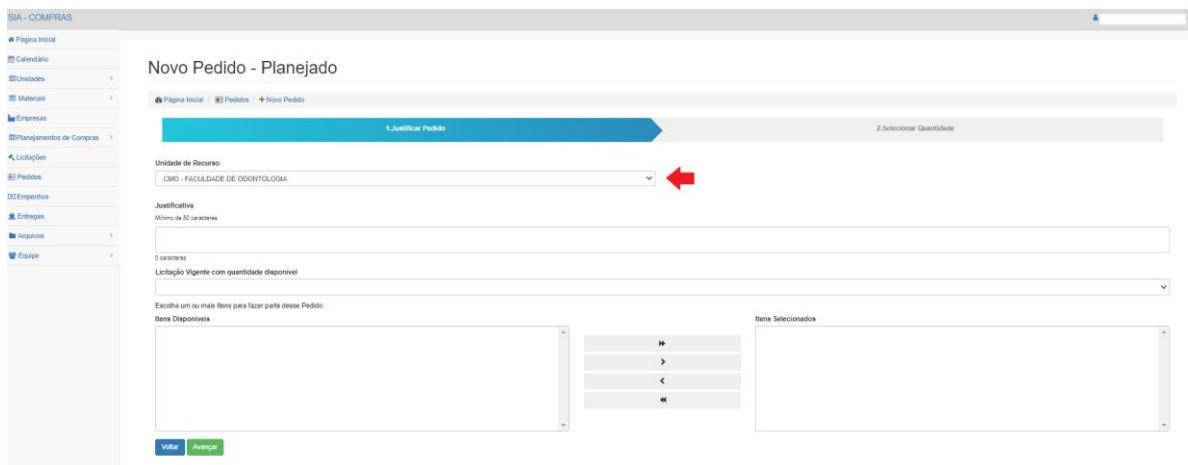 SIA - COMPRAS
Página Inicial
Calendário
Unidades
Materiais
Empresas
Planejamentos de Compras
Licitações
Pedidos
Empenhos
Entregas
Arquivos
Equipe
Novo Pedido - Planejado
Página Inicial / Pedidos / + Novo Pedido
1.Justificar Pedido
2.Selecionar Quantidade
Unidade de Recurso
CMO - FACULDADE DE ODONTOLOGIA
Justificativa
Mínimo de 50 caracteres
0 caracteres
Licitação Vigente com quantidade disponível
Escolha um ou mais Itens para fazer parte desse Pedido
Itens Disponíveis
Itens Selecionados
Voltar
Avançar